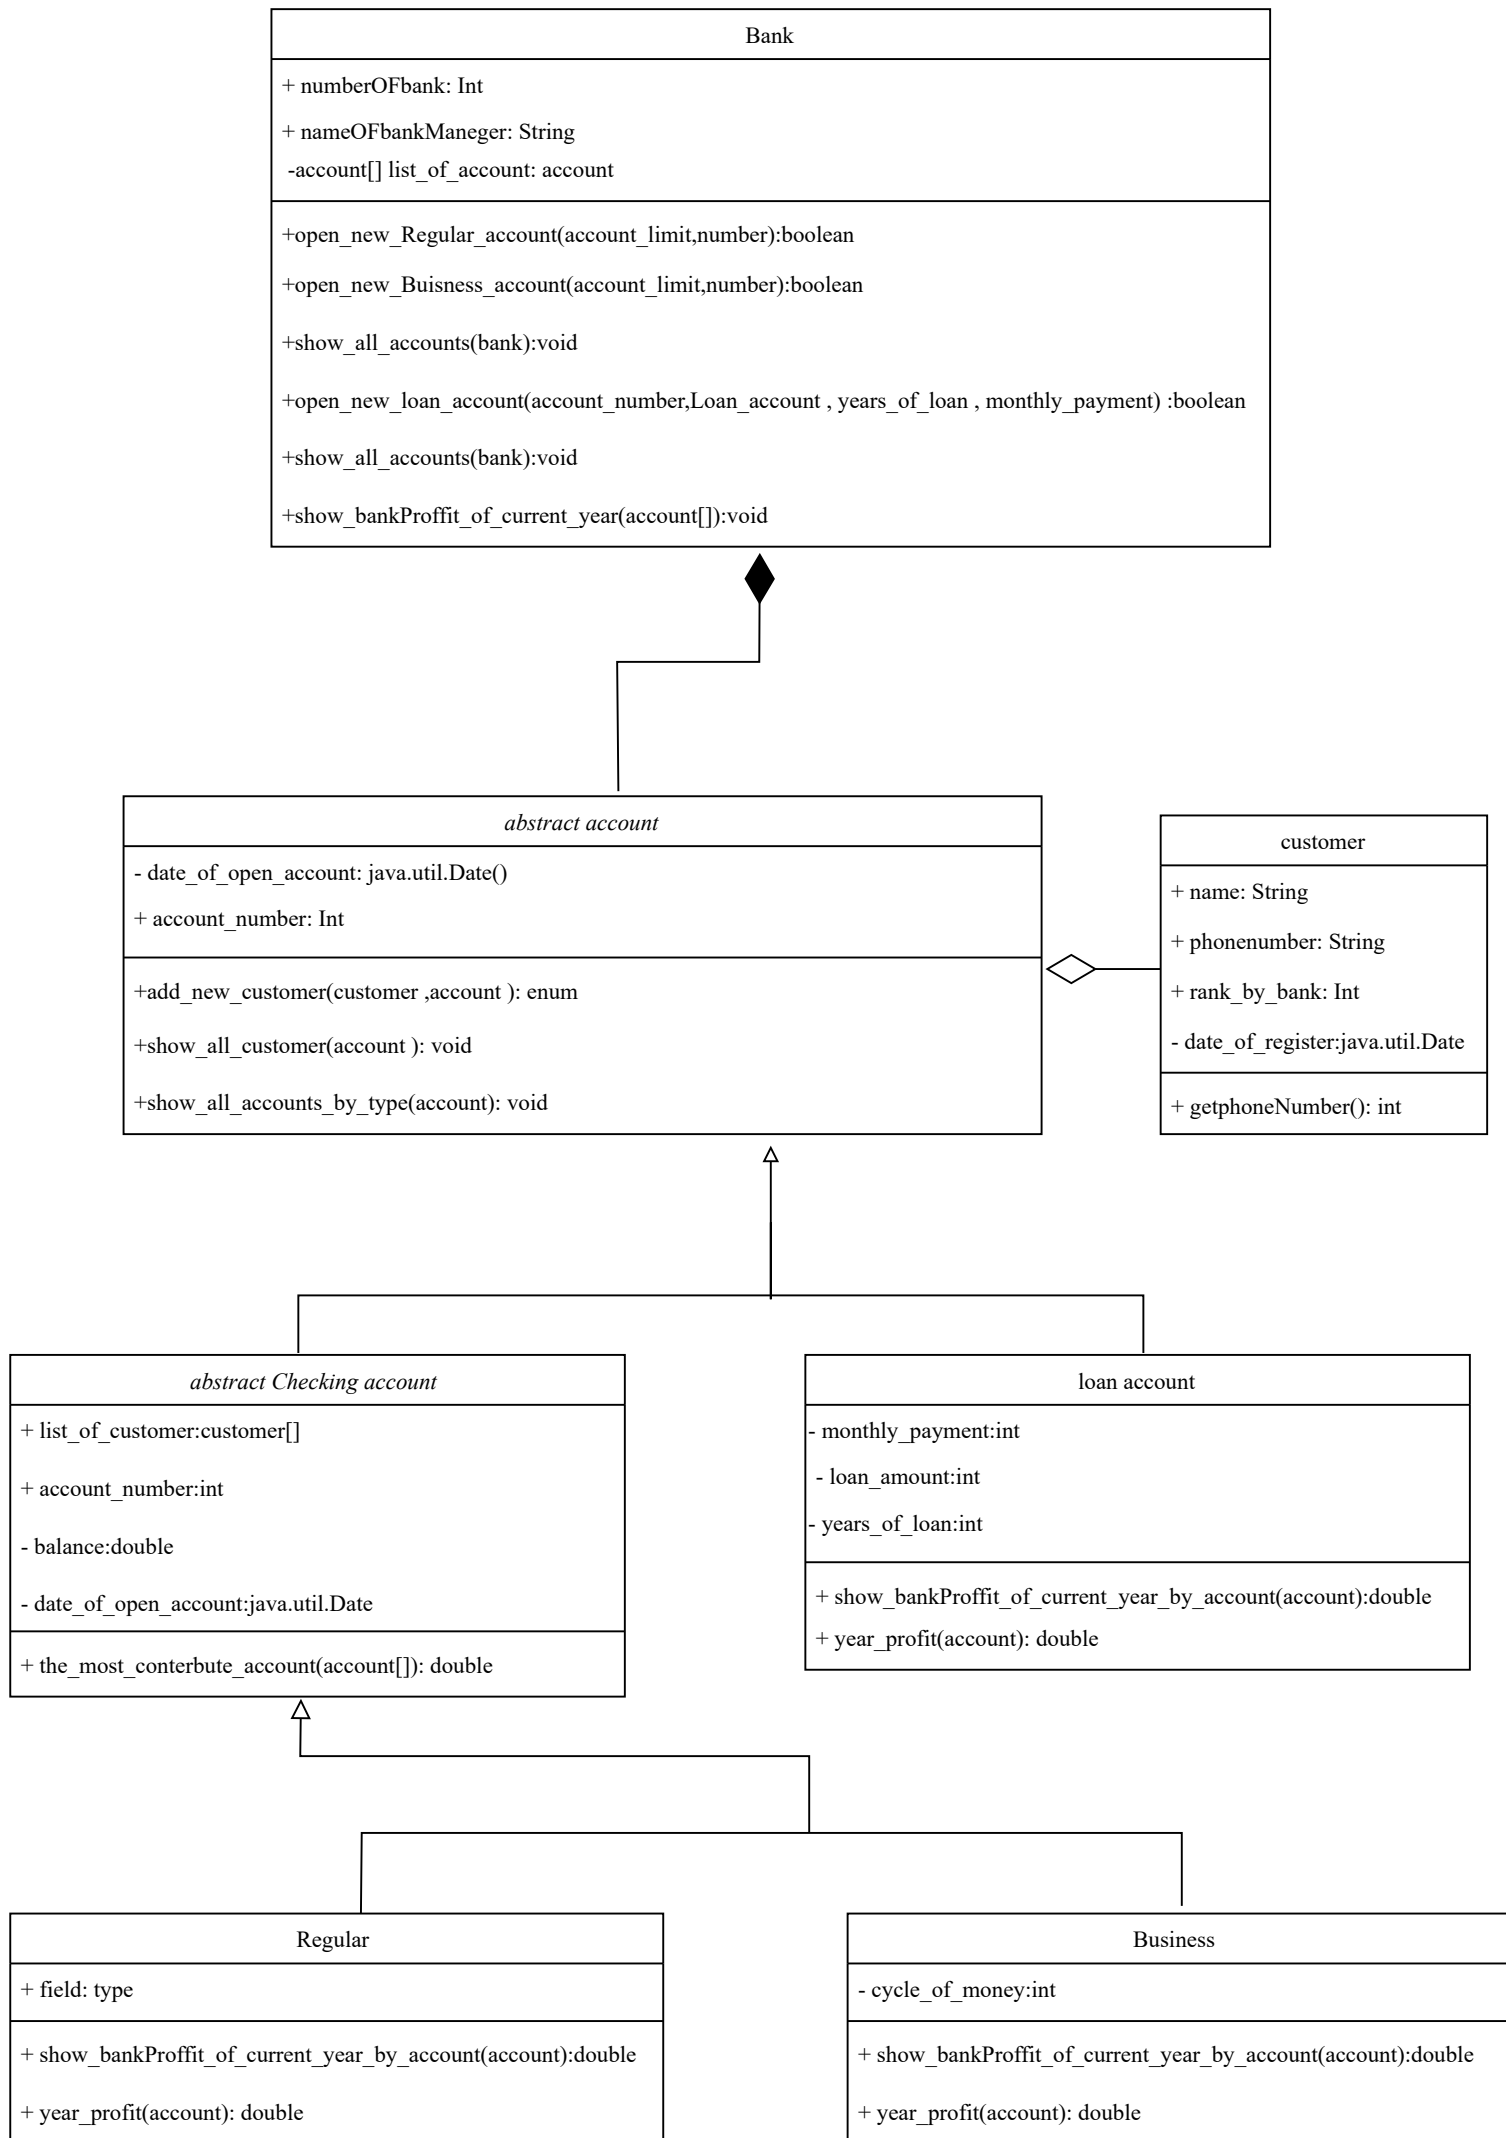 Bank
+ numberOFbank: Int
+ nameOFbankManeger: String
-account[] list_of_account: account
+open_new_Regular_account(account_limit,number):boolean
+open_new_Buisness_account(account_limit,number):boolean
+show_all_accounts(bank):void
+open_new_loan_account(account_number,Loan_account , years_of_loan , monthly_payment) :boolean
+show_all_accounts(bank):void
+show_bankProffit_of_current_year(account[]):void
abstract account
- date_of_open_account: java.util.Date()
+ account_number: Int
+add_new_customer(customer ,account ): enum
+show_all_customer(account ): void
+show_all_accounts_by_type(account): void
customer
+ name: String
+ phonenumber: String
+ rank_by_bank: Int
- date_of_register:java.util.Date
+ getphoneNumber(): int
abstract Checking account
+ list_of_customer:customer[]
+ account_number:int
- balance:double
- date_of_open_account:java.util.Date
+ the_most_conterbute_account(account[]): double
loan account
- monthly_payment:int
- loan_amount:int
- years_of_loan:int
+ show_bankProffit_of_current_year_by_account(account):double
+ year_profit(account): double
Regular
+ field: type
+ show_bankProffit_of_current_year_by_account(account):double
+ year_profit(account): double
Business
- cycle_of_money:int
+ show_bankProffit_of_current_year_by_account(account):double
+ year_profit(account): double